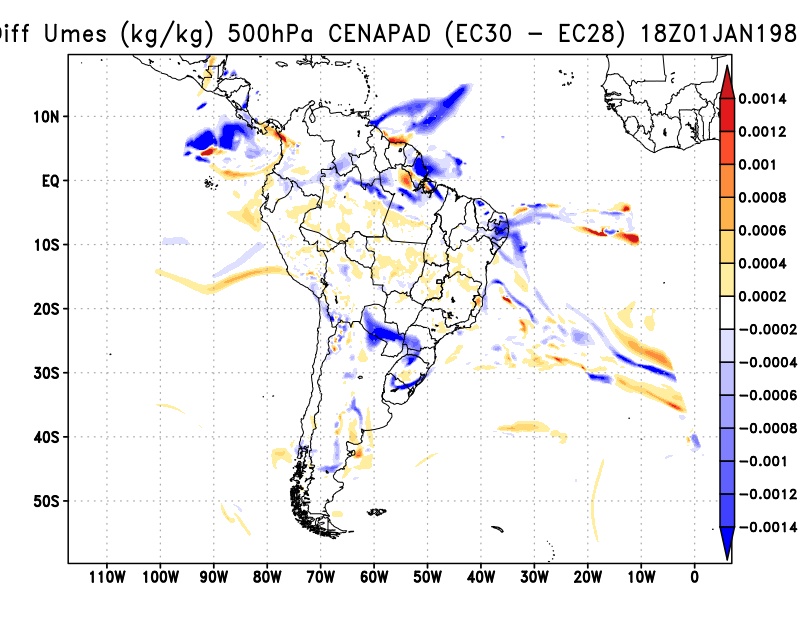 Diff Umes (kg/kg) 500hPa CENAPAD (EC30 - EC28) 18Z01JAN198
10N
EQ
10S
20S
30S
40S
50S
110W 100W 90W 80W 70W 60W 50W 40W 30W 20W 10W 0
0.0014
0.0012
0.001
0.0008
0.0006
0.0004
0.0002
-0.0002
-0.0004
-0.0006
-0.0008
-0.001
-0.0012
-0.0014